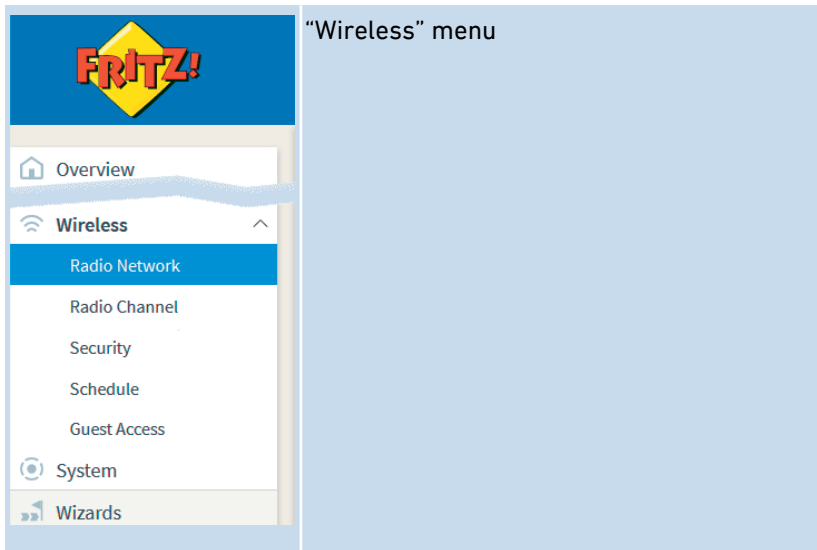 FRITZ!
“Wireless” menu
Overview
Wireless
Radio Network
Radio Channel
Security
Schedule
Guest Access
System
Wizards